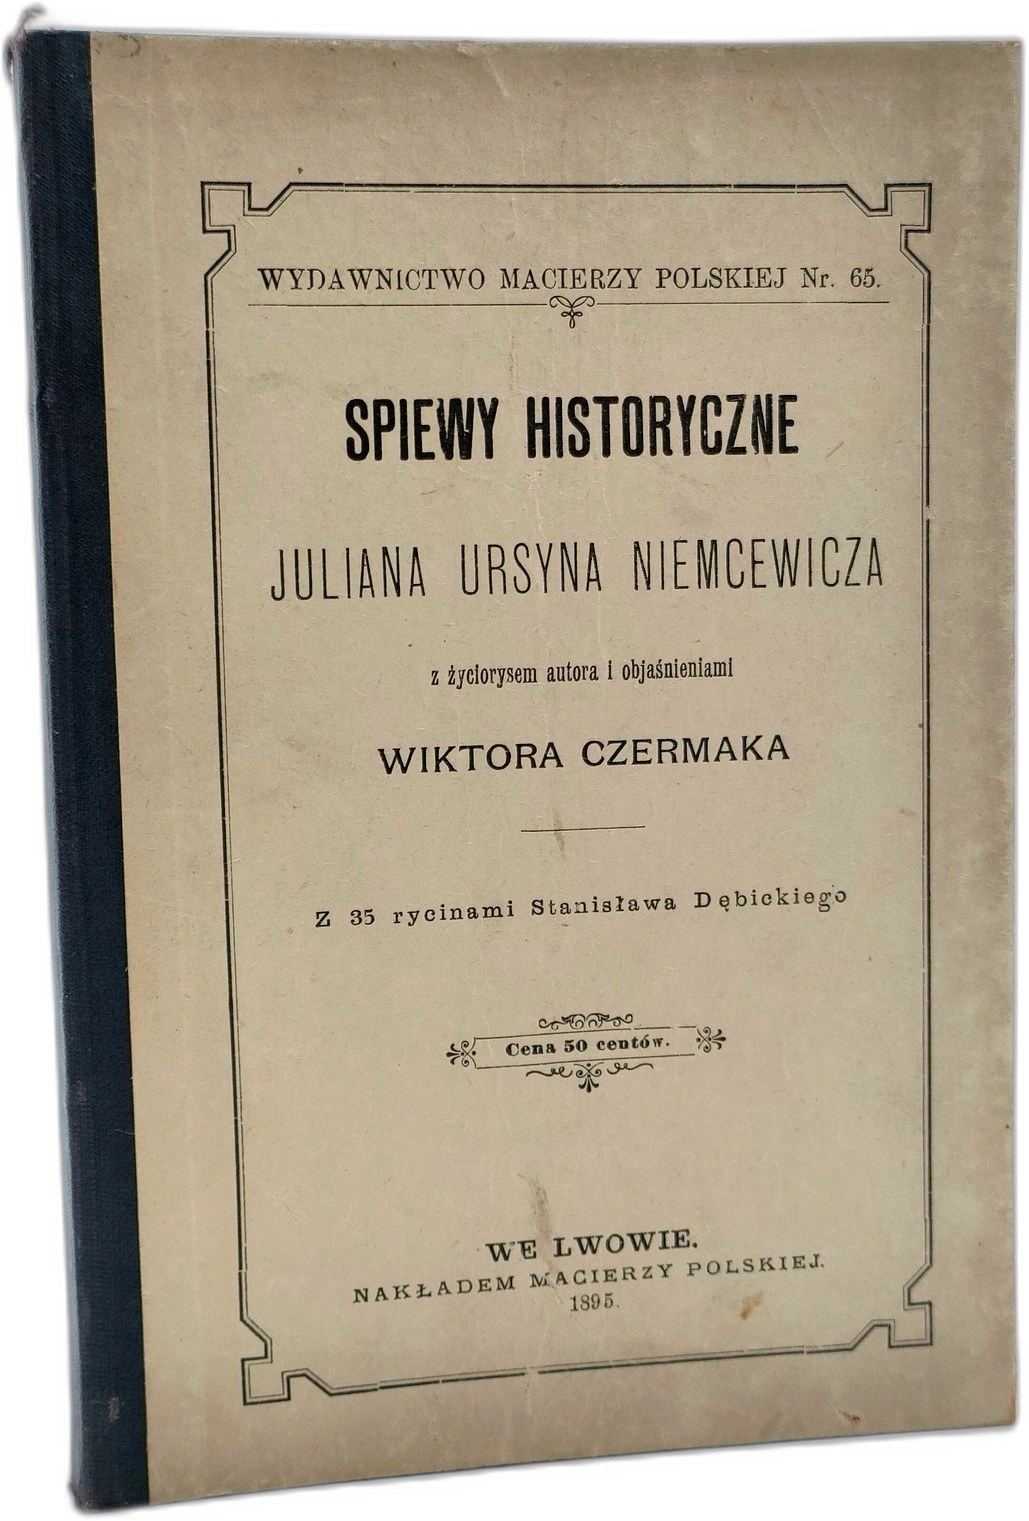 WYDAWNICTWO MACIERZY POLSKIEJ Nr. 65.
SPIEWY HISTORYCZNE
JULIANA URSYNA NIEMCEWICZA
z życiorysem autora i objaśnieniami
WIKTORA CZERMAKA
Z 35 rycinami Stanisława Dębickiego
Cena 50 centów.
WE LWOWIE.
NAKŁADEM MACIERZY POLSKIEJ.
1895.